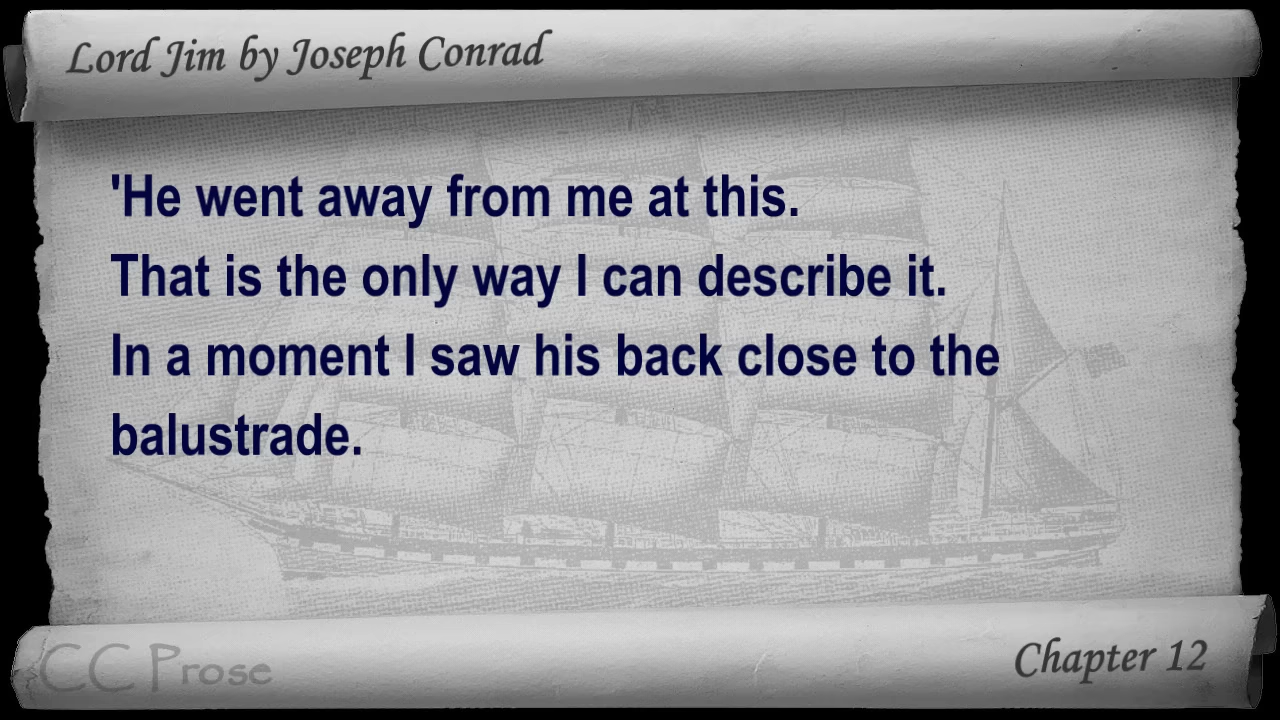 Lord Jim by Joseph Conrad
'He went away from me at this.
That is the only way I can describe it.
In a moment I saw his back close to the
balustrade.
CC Prose
Chapter 12